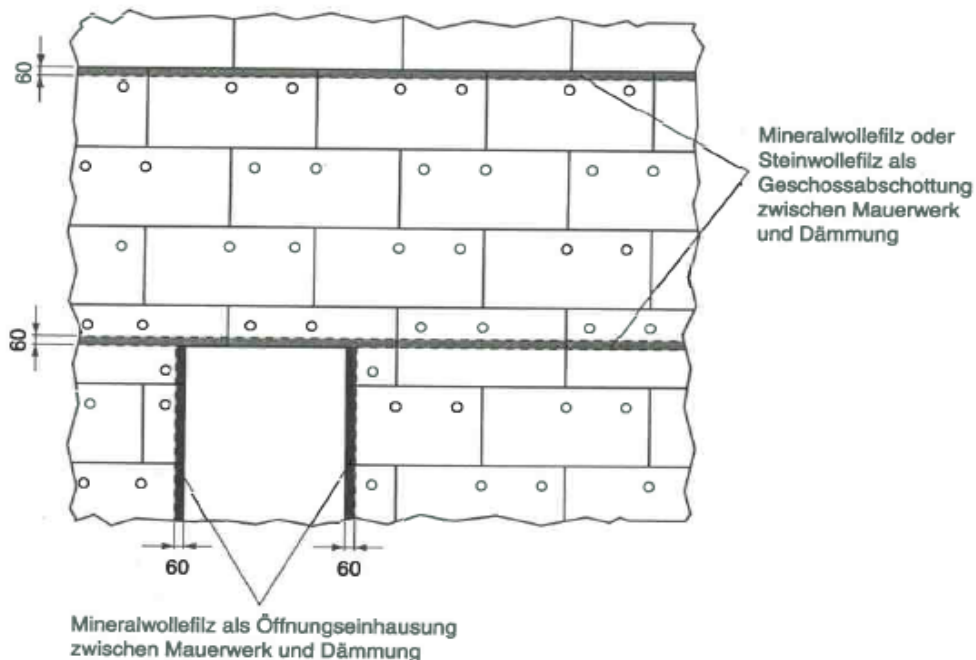 60
Mineralwollefilz oder
Steinwollefilz als
Geschossabschottung
zwischen Mauerwerk
und Dämmung
60
60
60
Mineralwollefilz als Öffnungseinhausung
zwischen Mauerwerk und Dämmung